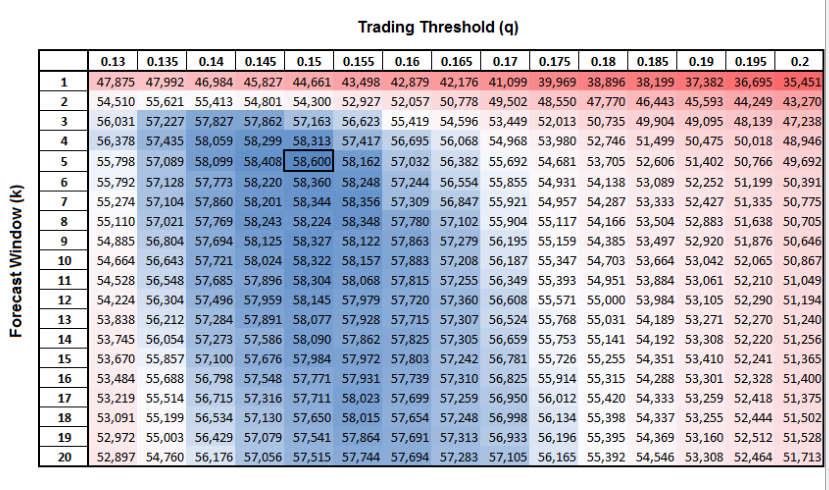 Trading Threshold (q)
0.13 0.135 0.14 0.145 0.15 0.155 0.16 0.165 0.17 0.175 0.18 0.185 0.19 0.195 0.2
Forecast Window (k)
1 47,875 47,992 46,984 45,827 44,661 43,498 42,879 42,176 41,099 39,969 38,896 38,199 37,382 36,695 35,451
2 54,510 55,621 55,413 54,801 54,300 52,927 52,057 50,778 49,502 48,550 47,770 46,443 45,593 44,249 43,270
3 56,031 57,227 57,827 57,862 57,163 56,623 55,419 54,596 53,449 52,013 50,735 49,904 49,095 48,139 47,238
4 56,378 57,435 58,059 58,299 58,313 57,417 56,695 56,068 54,968 53,980 52,746 51,499 50,475 50,018 48,946
5 55,798 57,089 58,099 58,408 58,600 58,162 57,032 56,382 55,692 54,681 53,705 52,606 51,402 50,766 49,692
6 55,792 57,128 57,773 58,220 58,360 58,248 57,244 56,554 55,855 54,931 54,138 53,089 52,252 51,199 50,391
7 55,274 57,104 57,860 58,201 58,344 58,356 57,309 56,847 55,921 54,957 54,287 53,333 52,427 51,335 50,775
8 55,110 57,021 57,769 58,243 58,224 58,348 57,780 57,102 55,904 55,117 54,166 53,504 52,883 51,638 50,705
9 54,885 56,804 57,694 58,125 58,327 58,122 57,863 57,279 56,195 55,159 54,385 53,497 52,920 51,876 50,646
10 54,664 56,643 57,721 58,024 58,322 58,157 57,883 57,208 56,187 55,347 54,703 53,664 53,042 52,065 50,867
11 54,528 56,548 57,685 57,896 58,304 58,068 57,815 57,255 56,349 55,393 54,951 53,884 53,061 52,210 51,049
12 54,224 56,304 57,496 57,959 58,145 57,979 57,720 57,360 56,608 55,571 55,000 53,984 53,105 52,290 51,194
13 53,838 56,212 57,284 57,891 58,077 57,928 57,715 57,307 56,524 55,768 55,031 54,189 53,271 52,270 51,240
14 53,745 56,054 57,273 57,586 58,090 57,862 57,825 57,305 56,659 55,753 55,141 54,192 53,308 52,220 51,256
15 53,670 55,857 57,100 57,676 57,984 57,972 57,803 57,242 56,781 55,726 55,255 54,351 53,410 52,241 51,365
16 53,484 55,688 56,798 57,548 57,771 57,931 57,739 57,310 56,825 55,914 55,315 54,288 53,301 52,328 51,400
17 53,219 55,514 56,715 57,316 57,711 58,023 57,699 57,259 56,950 56,012 55,420 54,333 53,259 52,418 51,375
18 53,091 55,199 56,534 57,130 57,650 58,015 57,654 57,248 56,998 56,134 55,398 54,337 53,255 52,444 51,502
19 52,972 55,003 56,429 57,079 57,541 57,864 57,691 57,313 56,933 56,196 55,395 54,369 53,160 52,512 51,528
20 52,897 54,760 56,176 57,056 57,515 57,744 57,694 57,283 57,105 56,165 55,392 54,546 53,308 52,464 51,713